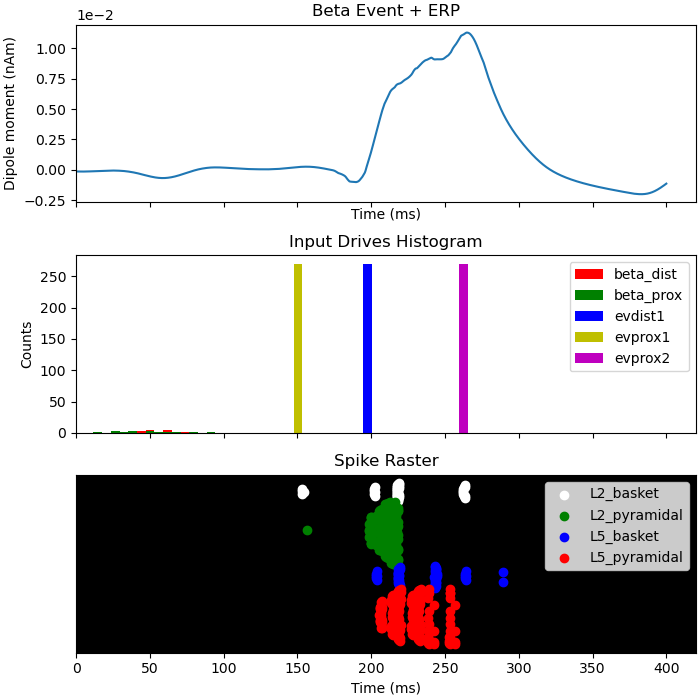 Beta Event + ERP
1e−2
Dipole moment (nAm)
1.00
0.75
0.50
0.25
0.00
−0.25
Time (ms)
Input Drives Histogram
Counts
250
200
150
100
50
0
beta_dist
beta_prox
evdist1
evprox1
evprox2
Spike Raster
L2_basket
L2_pyramidal
L5_basket
L5_pyramidal
0 50 100 150 200 250 300 350 400
Time (ms)